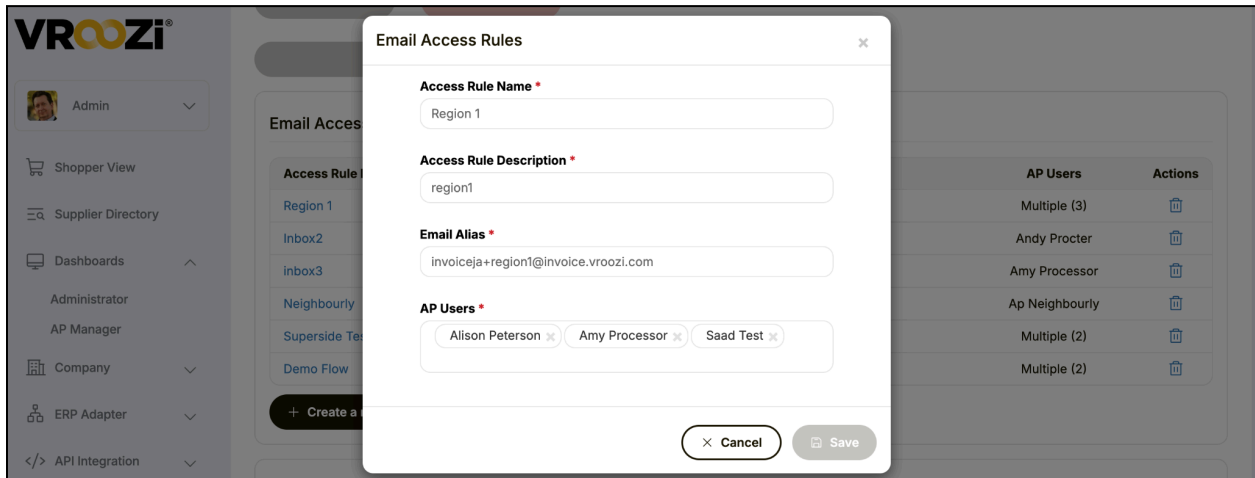 VROOZi®
Admin
Shopper View
Supplier Directory
Dashboards
Administrator
AP Manager
Company
ERP Adapter
API Integration
Email Acces
Access Rule
AP Users
Actions
Region 1
Multiple (3)
Inbox2
Andy Procter
inbox3
Amy Processor
Neighbourly
Ap Neighbourly
Superside Te
Multiple (2)
Demo Flow
Multiple (2)
+ Create a
Email Access Rules
×
Access Rule Name *
Region 1
Access Rule Description *
region1
Email Alias *
invoiceja+region1@invoice.vroozi.com
AP Users *
Alison Peterson × Amy Processor × Saad Test ×
× Cancel
Save